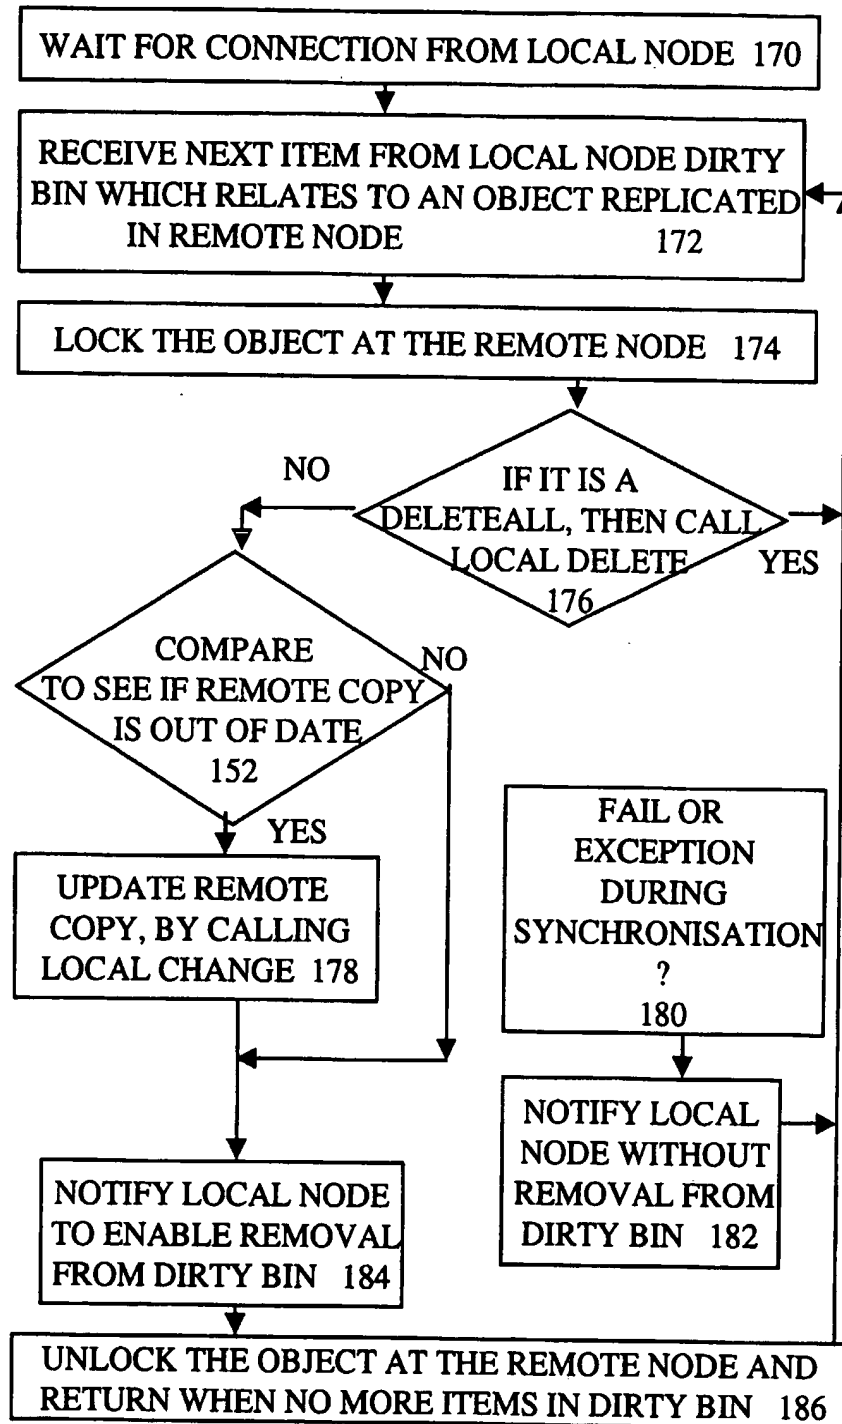 WAIT FOR CONNECTION FROM LOCAL NODE 170
RECEIVE NEXT ITEM FROM LOCAL NODE DIRTY
BIN WHICH RELATES TO AN OBJECT REPLICATED
IN REMOTE NODE 172
LOCK THE OBJECT AT THE REMOTE NODE 174
NO
IF IT IS A
DELETEALL, THEN CALL
LOCAL DELETE
176
YES
COMPARE
TO SEE IF REMOTE COPY
IS OUT OF DATE
152
NO
YES
UPDATE REMOTE
COPY, BY CALLING
LOCAL CHANGE 178
FAIL OR
EXCEPTION
DURING
SYNCHRONISATION
?
180
NOTIFY LOCAL
NODE WITHOUT
REMOVAL FROM
DIRTY BIN 182
NOTIFY LOCAL NODE
TO ENABLE REMOVAL
FROM DIRTY BIN 184
UNLOCK THE OBJECT AT THE REMOTE NODE AND
RETURN WHEN NO MORE ITEMS IN DIRTY BIN 186